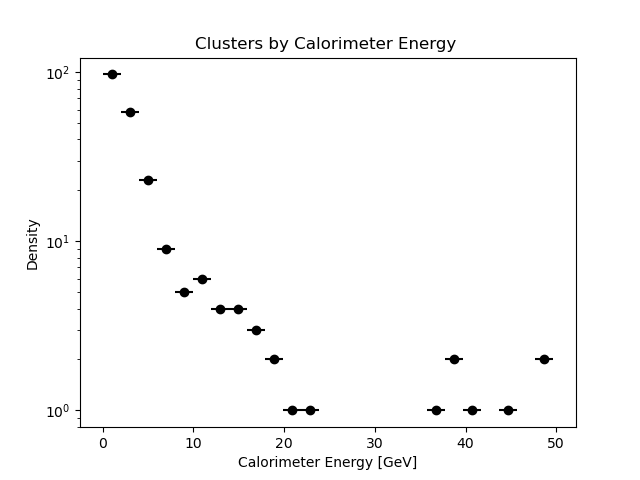 Clusters by Calorimeter Energy
Density
10²
10¹
10⁰
0 10 20 30 40 50
Calorimeter Energy [GeV]